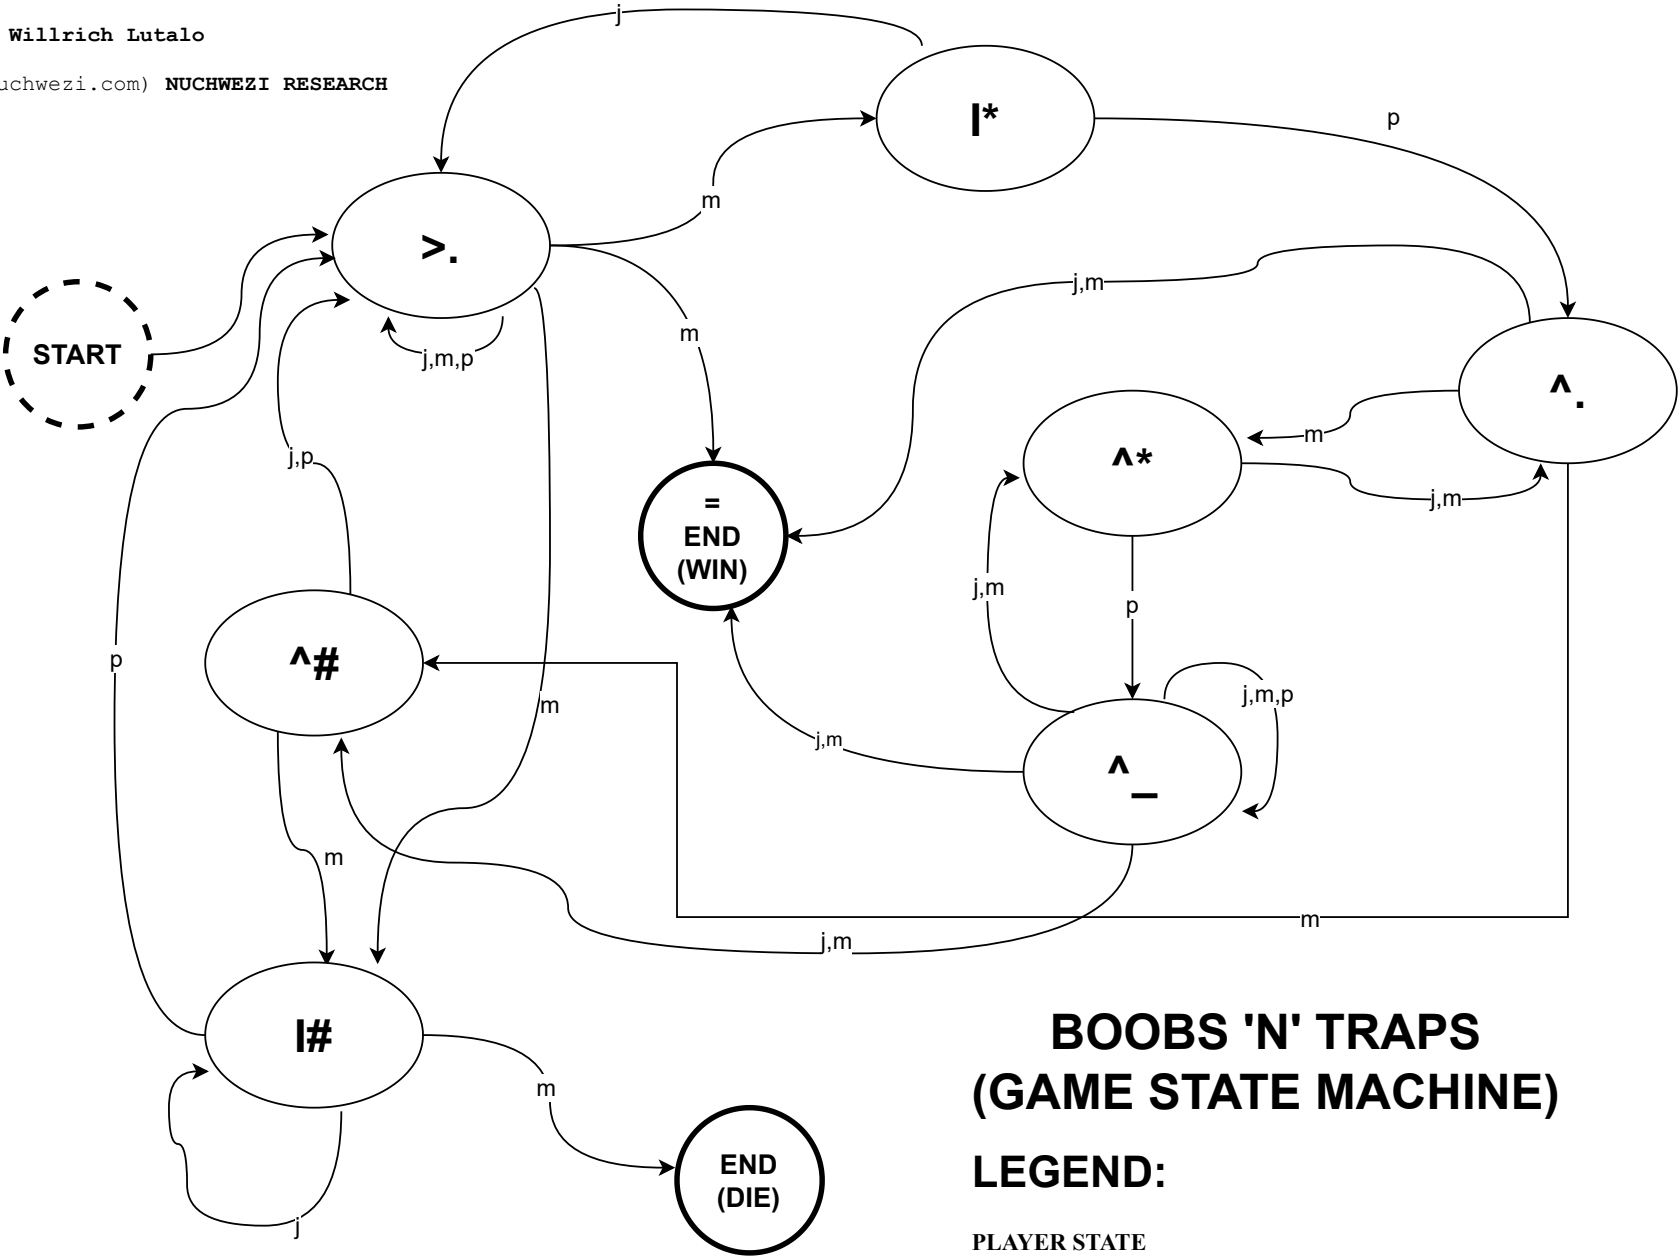 Willrich Lutalo
uchwezi.com) NUCHWEZI RESEARCH
j
|*
p
m
>.
START
j,m
m
j,m,p
^.
m
^*
j,p
j,m
=
END
(WIN)
j,m
p
^#
p
j,m,p
m
j,m
^_
m
m
j,m
|#
m
j
END
(DIE)
BOOBS 'N' TRAPS
(GAME STATE MACHINE)
LEGEND:
PLAYER STATE